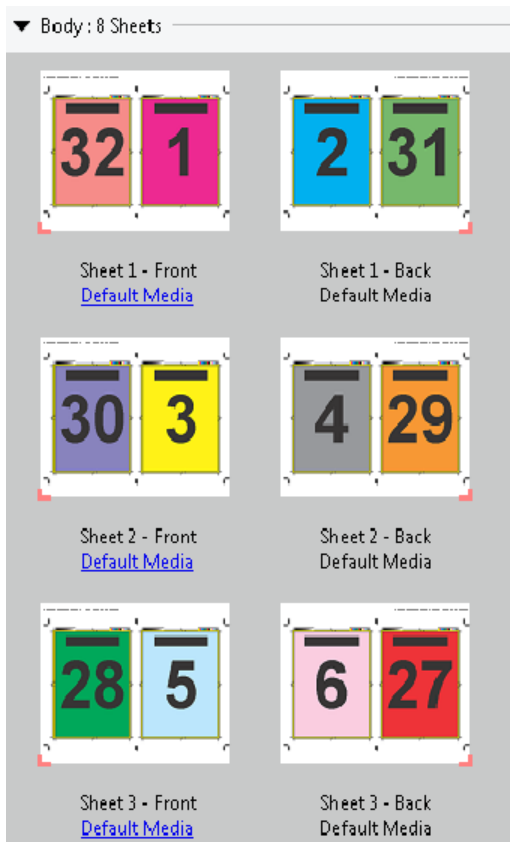 Body : 8 Sheets
32 1 2 31
Sheet 1 - Front Sheet 1 - Back
Default Media Default Media
30 3 4 29
Sheet 2 - Front Sheet 2 - Back
Default Media Default Media
28 5 6 27
Sheet 3 - Front Sheet 3 - Back
Default Media Default Media